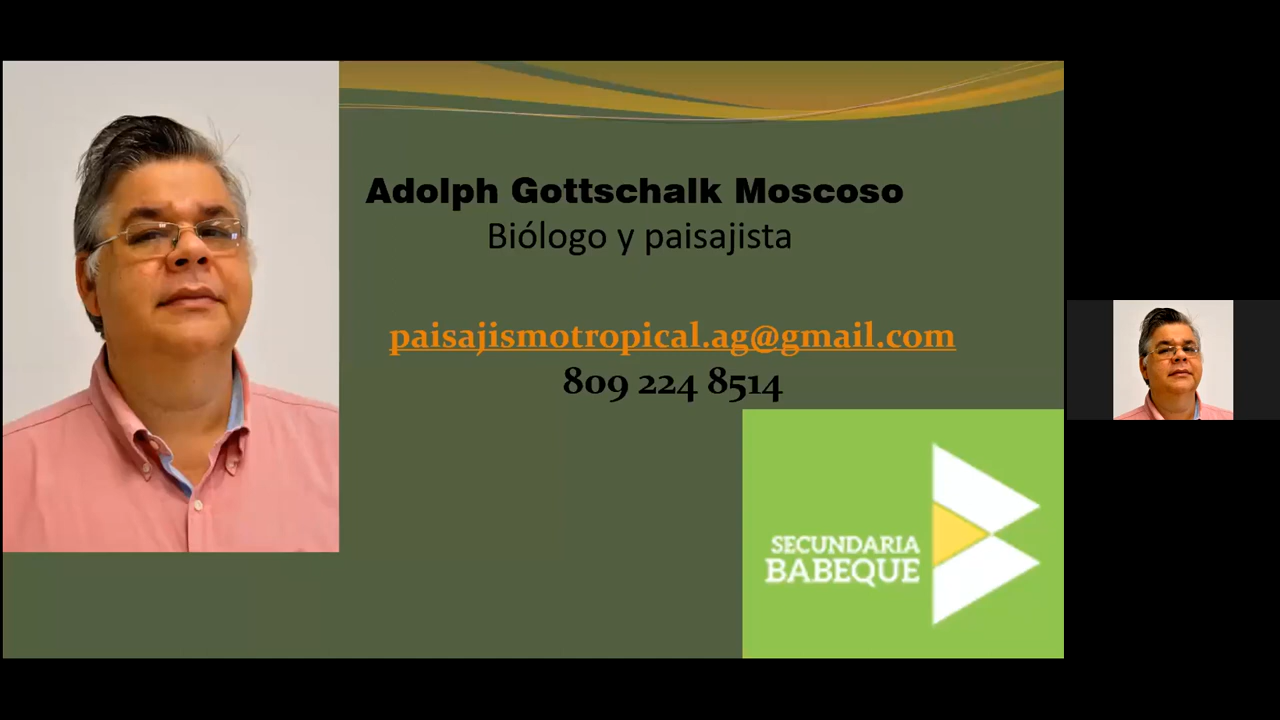 Adolph Gottschalk Moscoso
Biólogo y paisajista
paisajismotropical.ag@gmail.com
809 224 8514
SECUNDARIA
BABEQUE